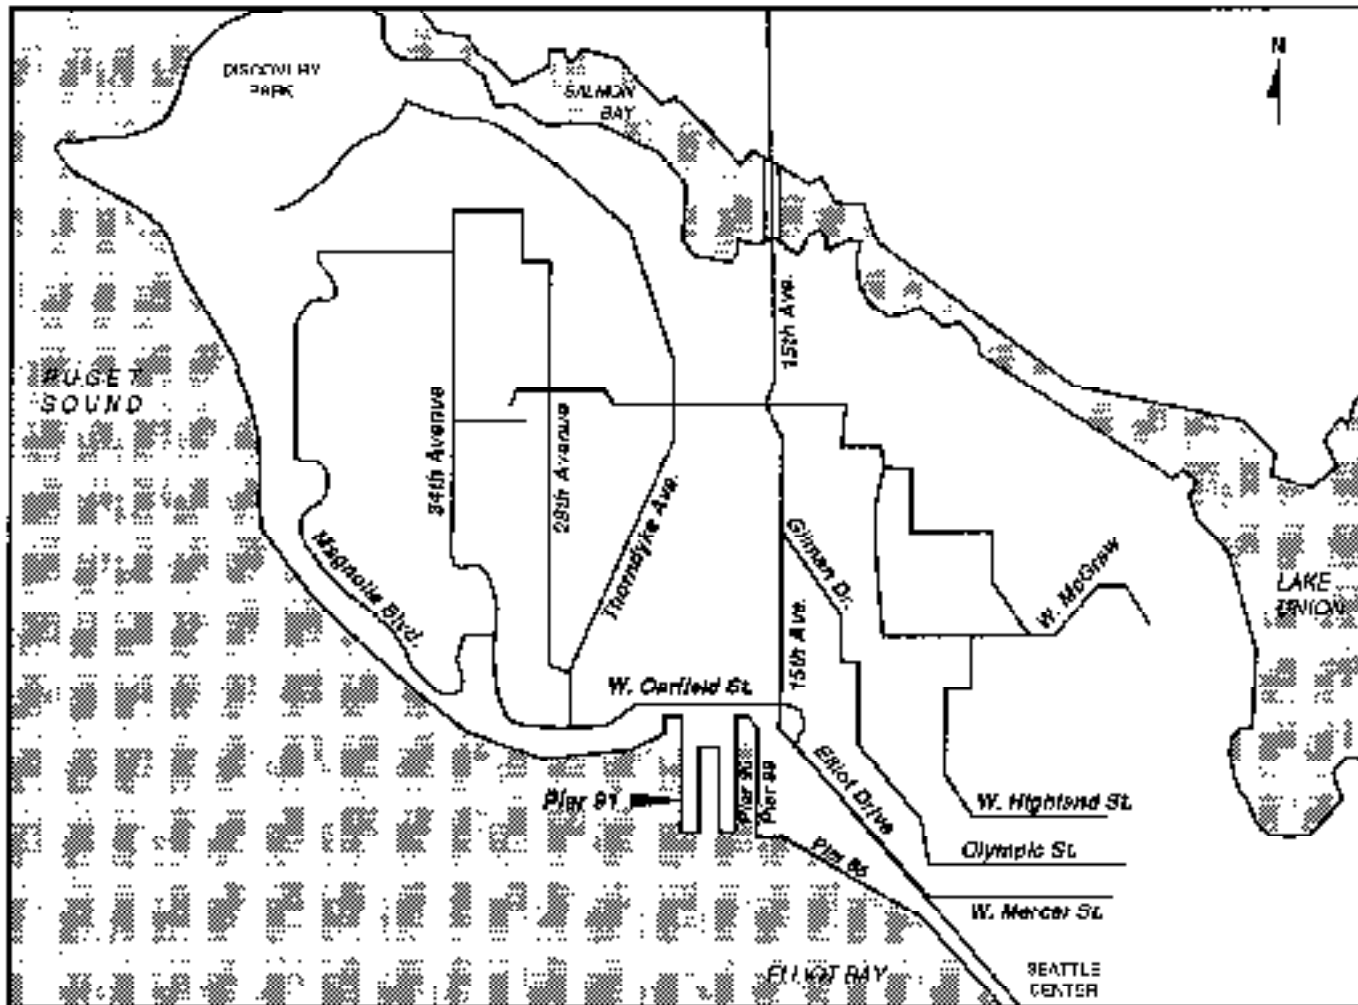 N
DISCOVERY
PARK
SALMON
BAY
15th Ave.
PUGET
SOUND
34th Avenue
28th Avenue
Thorndyke Ave.
Magnolia Blvd.
Gilman Dr.
W. McGraw
LAKE
UNION
15th Ave.
W. Garfield St.
Elliot Drive
Pier 91
Pier 90
Pier 89
Pier 86
W. Highland St.
Olympic St.
W. Mercer St.
ELLIOT BAY
SEATTLE
CENTER